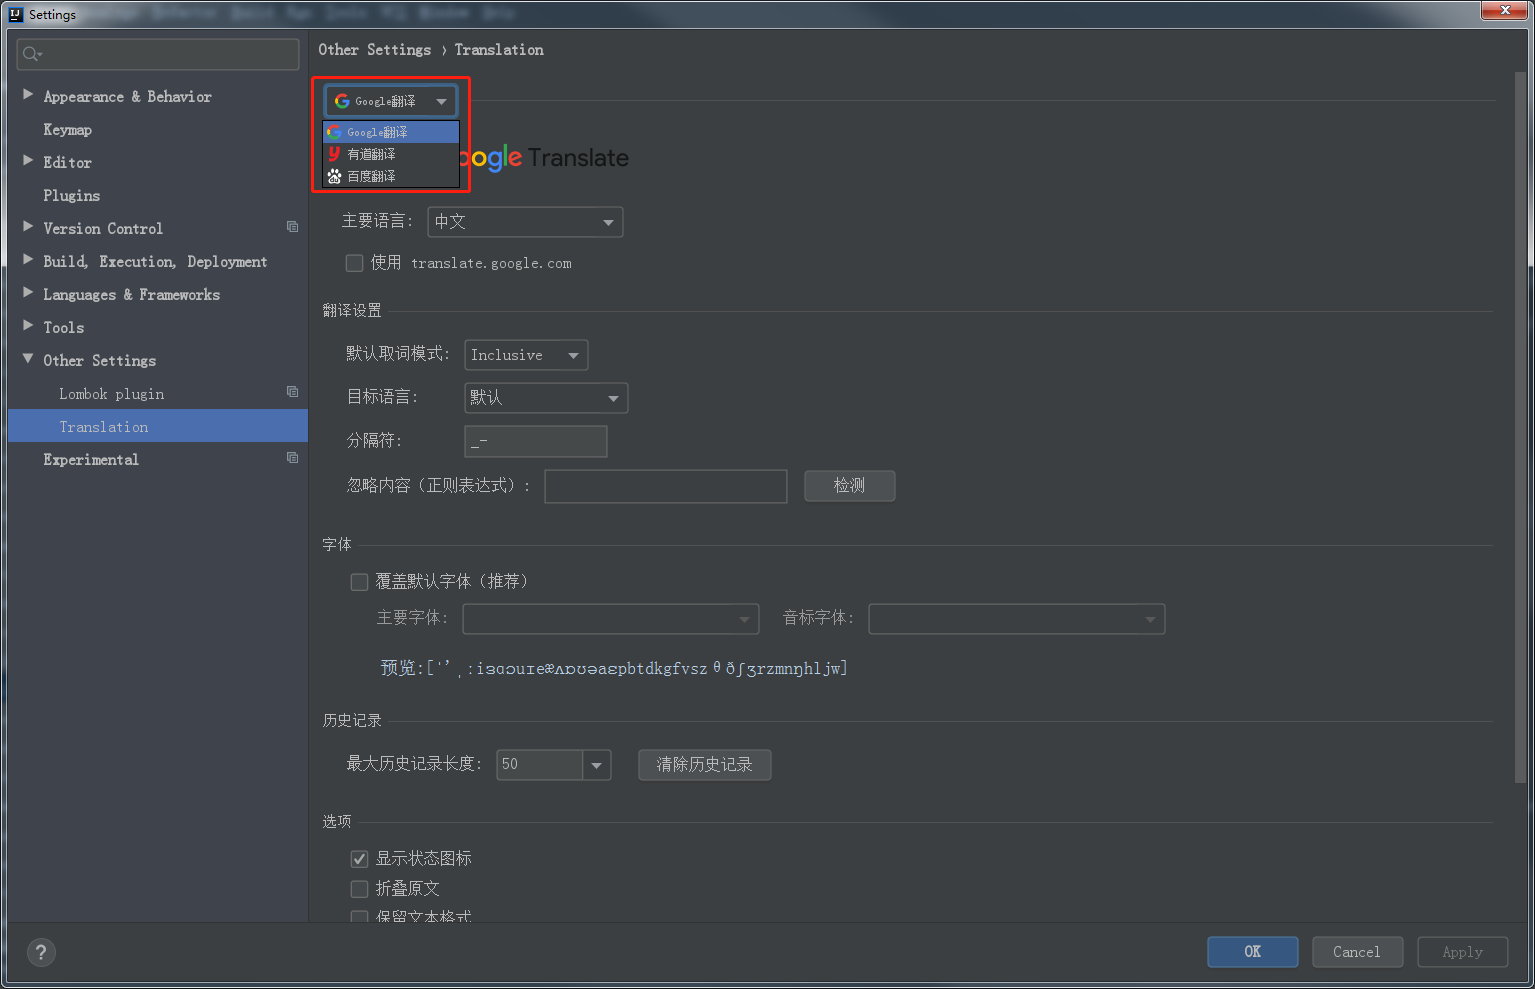 Settings
Other Settings › Translation
Appearance & Behavior
Keymap
Editor
Plugins
Version Control
Build, Execution, Deployment
Languages & Frameworks
Tools
Other Settings
Lombok plugin
Translation
Experimental
Google翻译
Google翻译
有道翻译
百度翻译
ogle Translate
主要语言: 中文
使用 translate.google.com
翻译设置
默认取词模式: Inclusive
目标语言: 默认
分隔符: _-
忽略内容（正则表达式）: 检测
字体
覆盖默认字体（推荐）
主要字体: 音标字体:
预览:[ˈ’ˌ:iɜɑɔuɪeæʌɒʊəaɛpbtdkgfvszθðʃʒrzmnŋhljw]
历史记录
最大历史记录长度: 50 清除历史记录
选项
显示状态图标
折叠原文
保留文本格式
? OK Cancel Apply